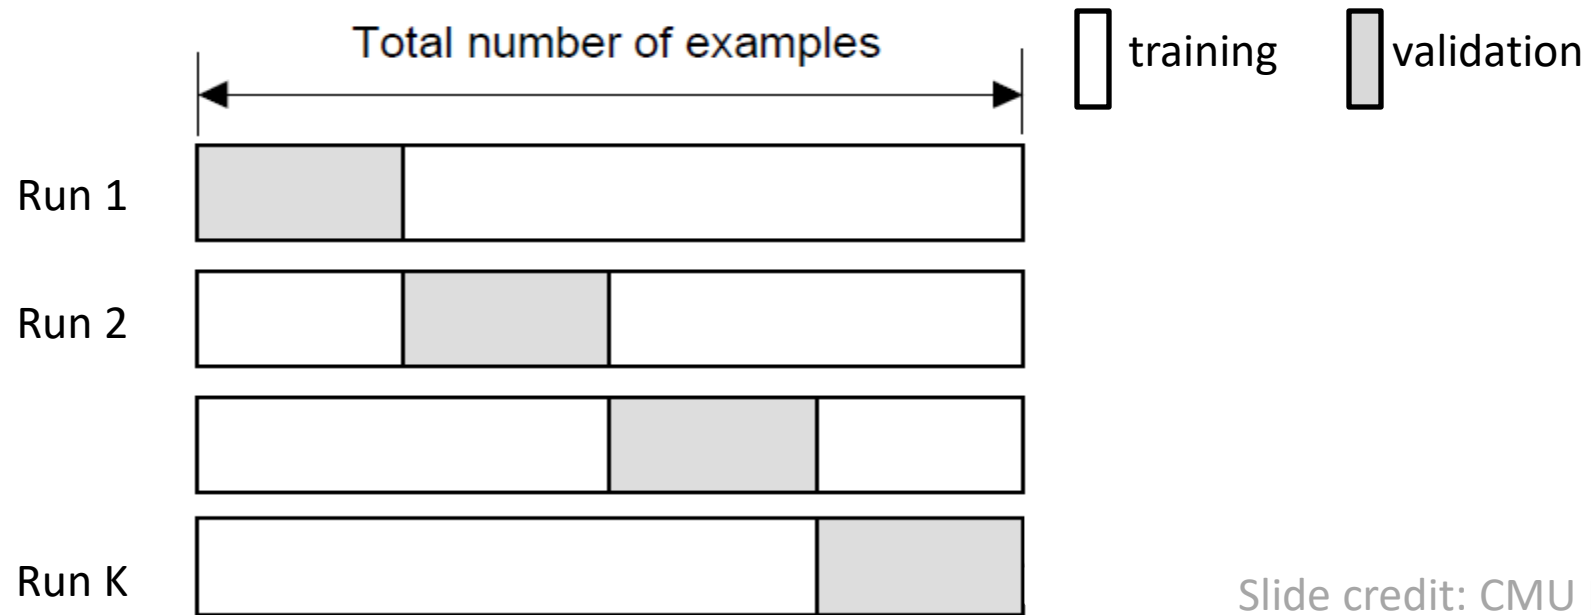 Total number of examples
training
validation
Run 1
Run 2
Run K
Slide credit: CMU